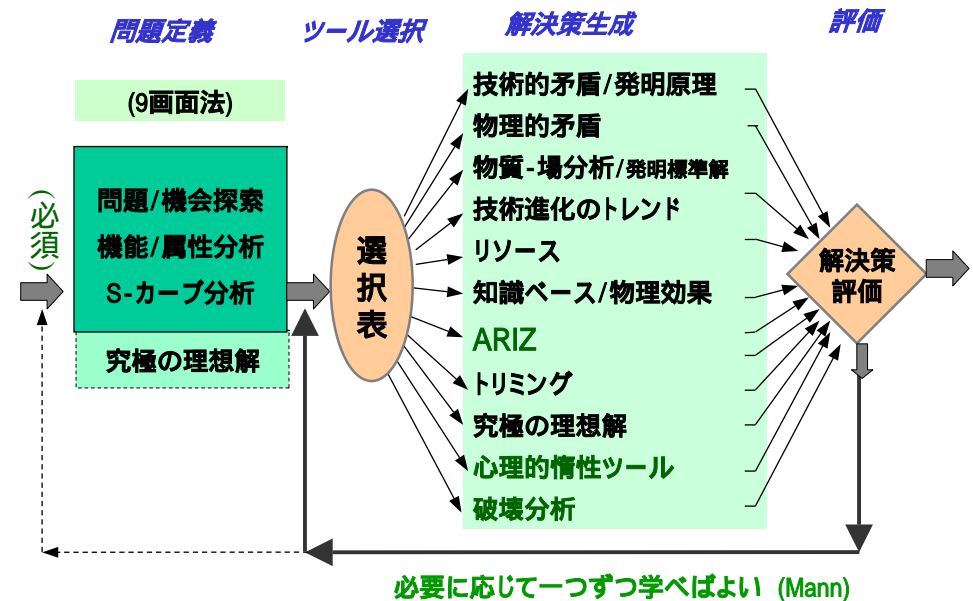 問題定義
ツール選択
解決策生成
評価
(9画面法)
(必須)
問題/機会探索
機能/属性分析
S-カーブ分析
究極の理想解
選択表
技術的矛盾/発明原理
物理的矛盾
物質-場分析/発明標準解
技術進化のトレンド
リソース
知識ベース/物理効果
ARIZ
トリミング
究極の理想解
心理的惰性ツール
破壊分析
解決策
評価
必要に応じて一つずつ学べばよい (Mann)